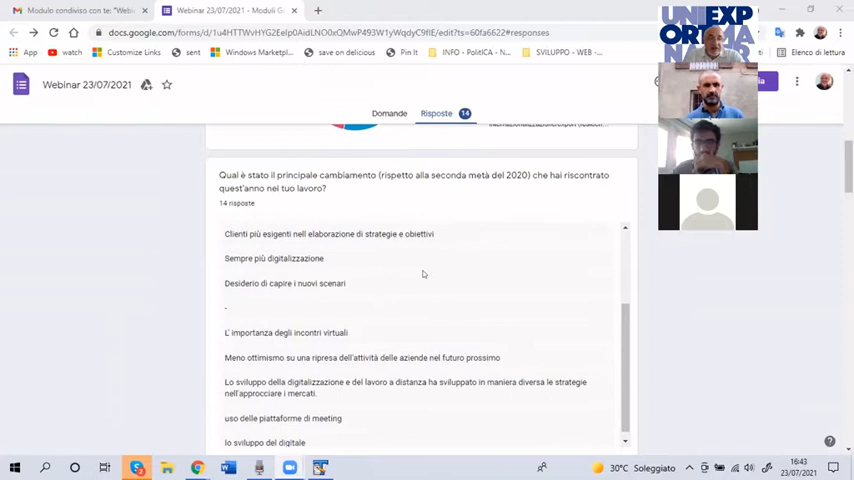 Modulo condiviso con te: "Webi
Webinar 23/07/2021 - Moduli G
docs.google.com/forms/d/1u4HTTWvHYG2EeIp0AidLNO0xQMwP493W1yWqdyC9fIE/edit?ts=60fa6622#responses
App
watch
Customize Links
sent
Windows Marketpl...
save on delicious
Pin It
INFO - PolitICA - N...
SVILUPPO - WEB -...
Elenco di lettura
UNIEXP
ORTMA
NAGER
Webinar 23/07/2021
Domande
Risposte 14
Qual è stato il principale cambiamento (rispetto alla seconda metà del 2020) che hai riscontrato
quest'anno nei tuo lavoro?
14 risposte
Clienti più esigenti nell elaborazione di strategie e obiettivi
Sempre più digitalizzazione
Desiderio di capire i nuovi scenari
-
L' importanza degli incontri virtuali
Meno ottimismo su una ripresa dell'attività delle aziende nel futuro prossimo
Lo sviluppo della digitalizzazione e del lavoro a distanza ha sviluppato in maniera diversa le strategie
nell'approcciare i mercati.
uso delle piattaforme di meeting
lo sviluppo del digitale
30°C Soleggiato
16:43
23/07/2021